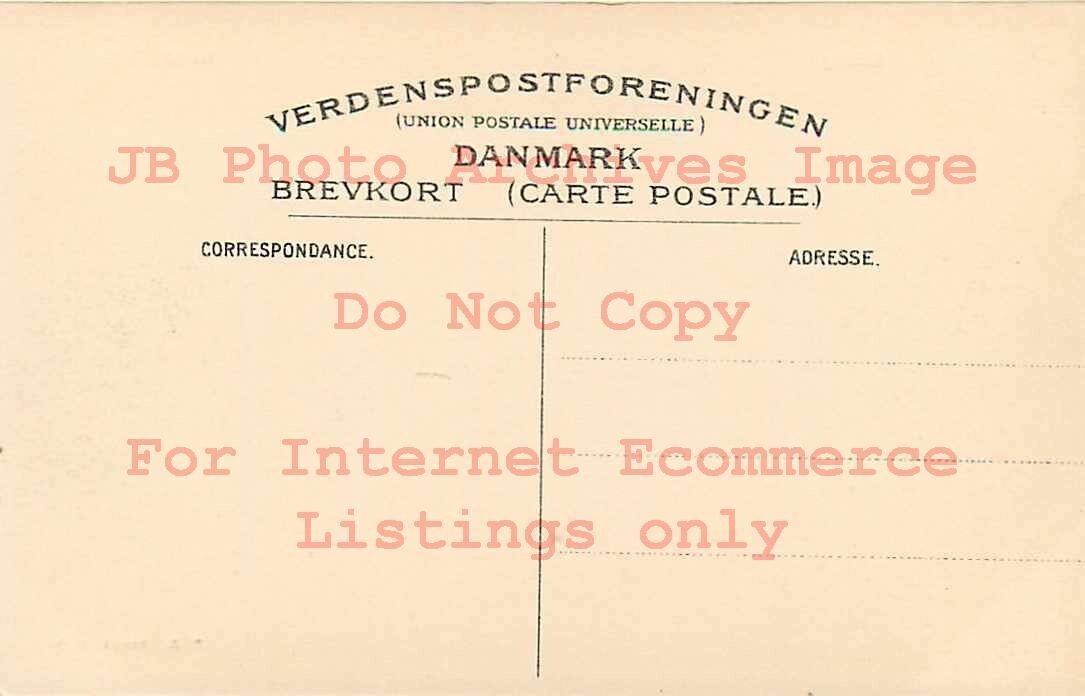 VERDENSPOSTFORENINGEN
(UNION POSTALE UNIVERSELLE)
DANMARK
JB Photo Archives Image
BREVKORT (CARTE POSTALE.)
CORRESPONDANCE.
ADRESSE.
Do Not Copy
For Internet Ecommerce
Listings only